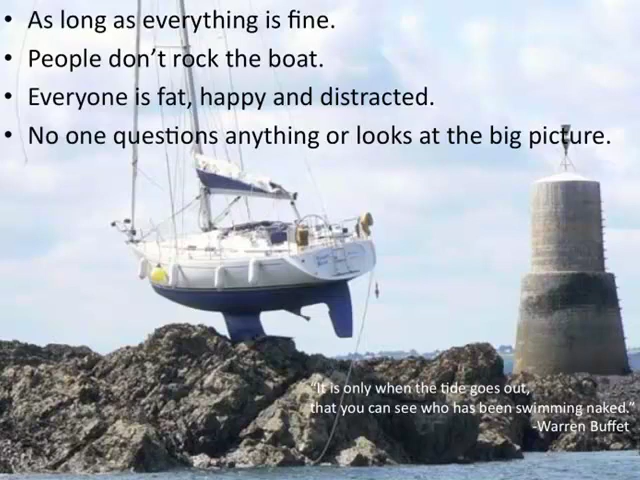 • As long as everything is fine.
• People don't rock the boat.
• Everyone is fat, happy and distracted.
• No one questions anything or looks at the big picture.
"It is only when the tide goes out,
that you can see who has been swimming naked."
-Warren Buffet